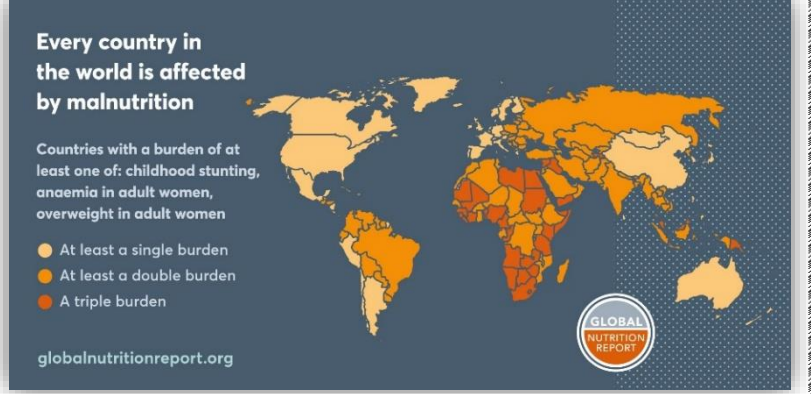 Every country in
the world is affected
by malnutrition
Countries with a burden of at
least one of: childhood stunting,
anaemia in adult women,
overweight in adult women
At least a single burden
At least a double burden
A triple burden
globalnutritionreport.org
GLOBAL
NUTRITION
REPORT